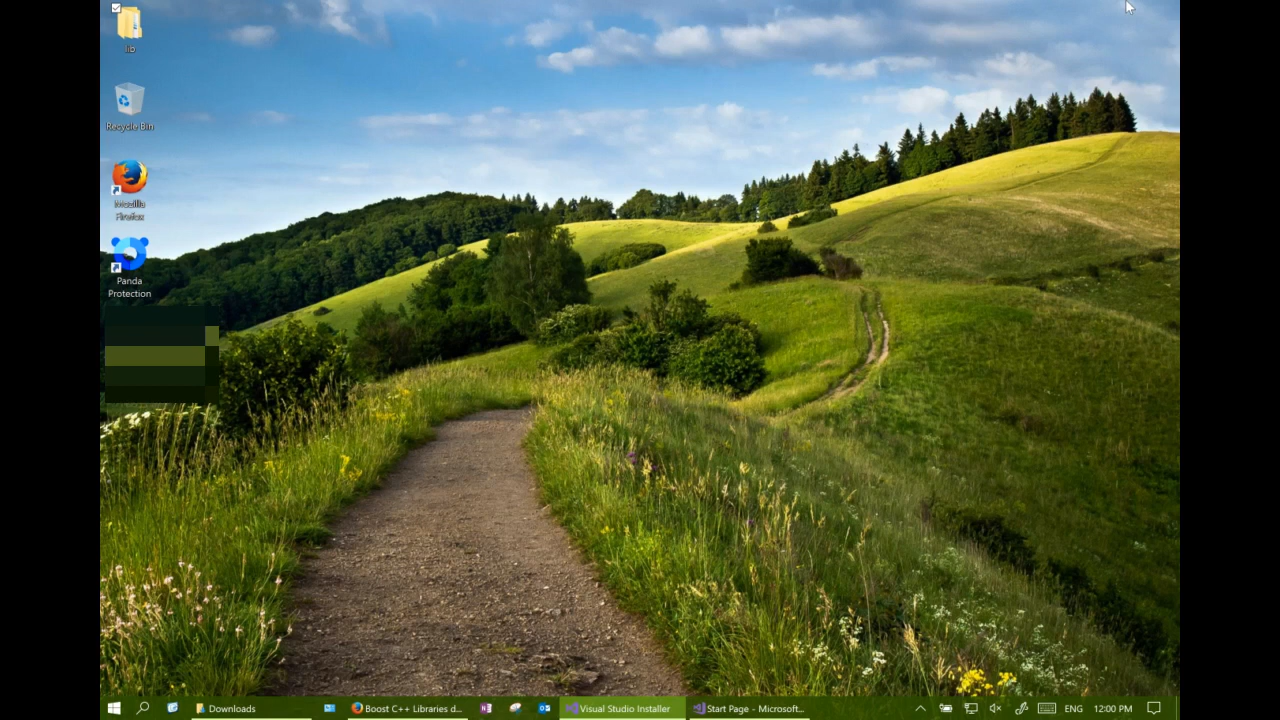 lib
Recycle Bin
Mozilla
Firefox
Panda
Protection
Downloads
Boost C++ Libraries d...
Visual Studio Installer
Start Page - Microsoft...
ENG
12:00 PM